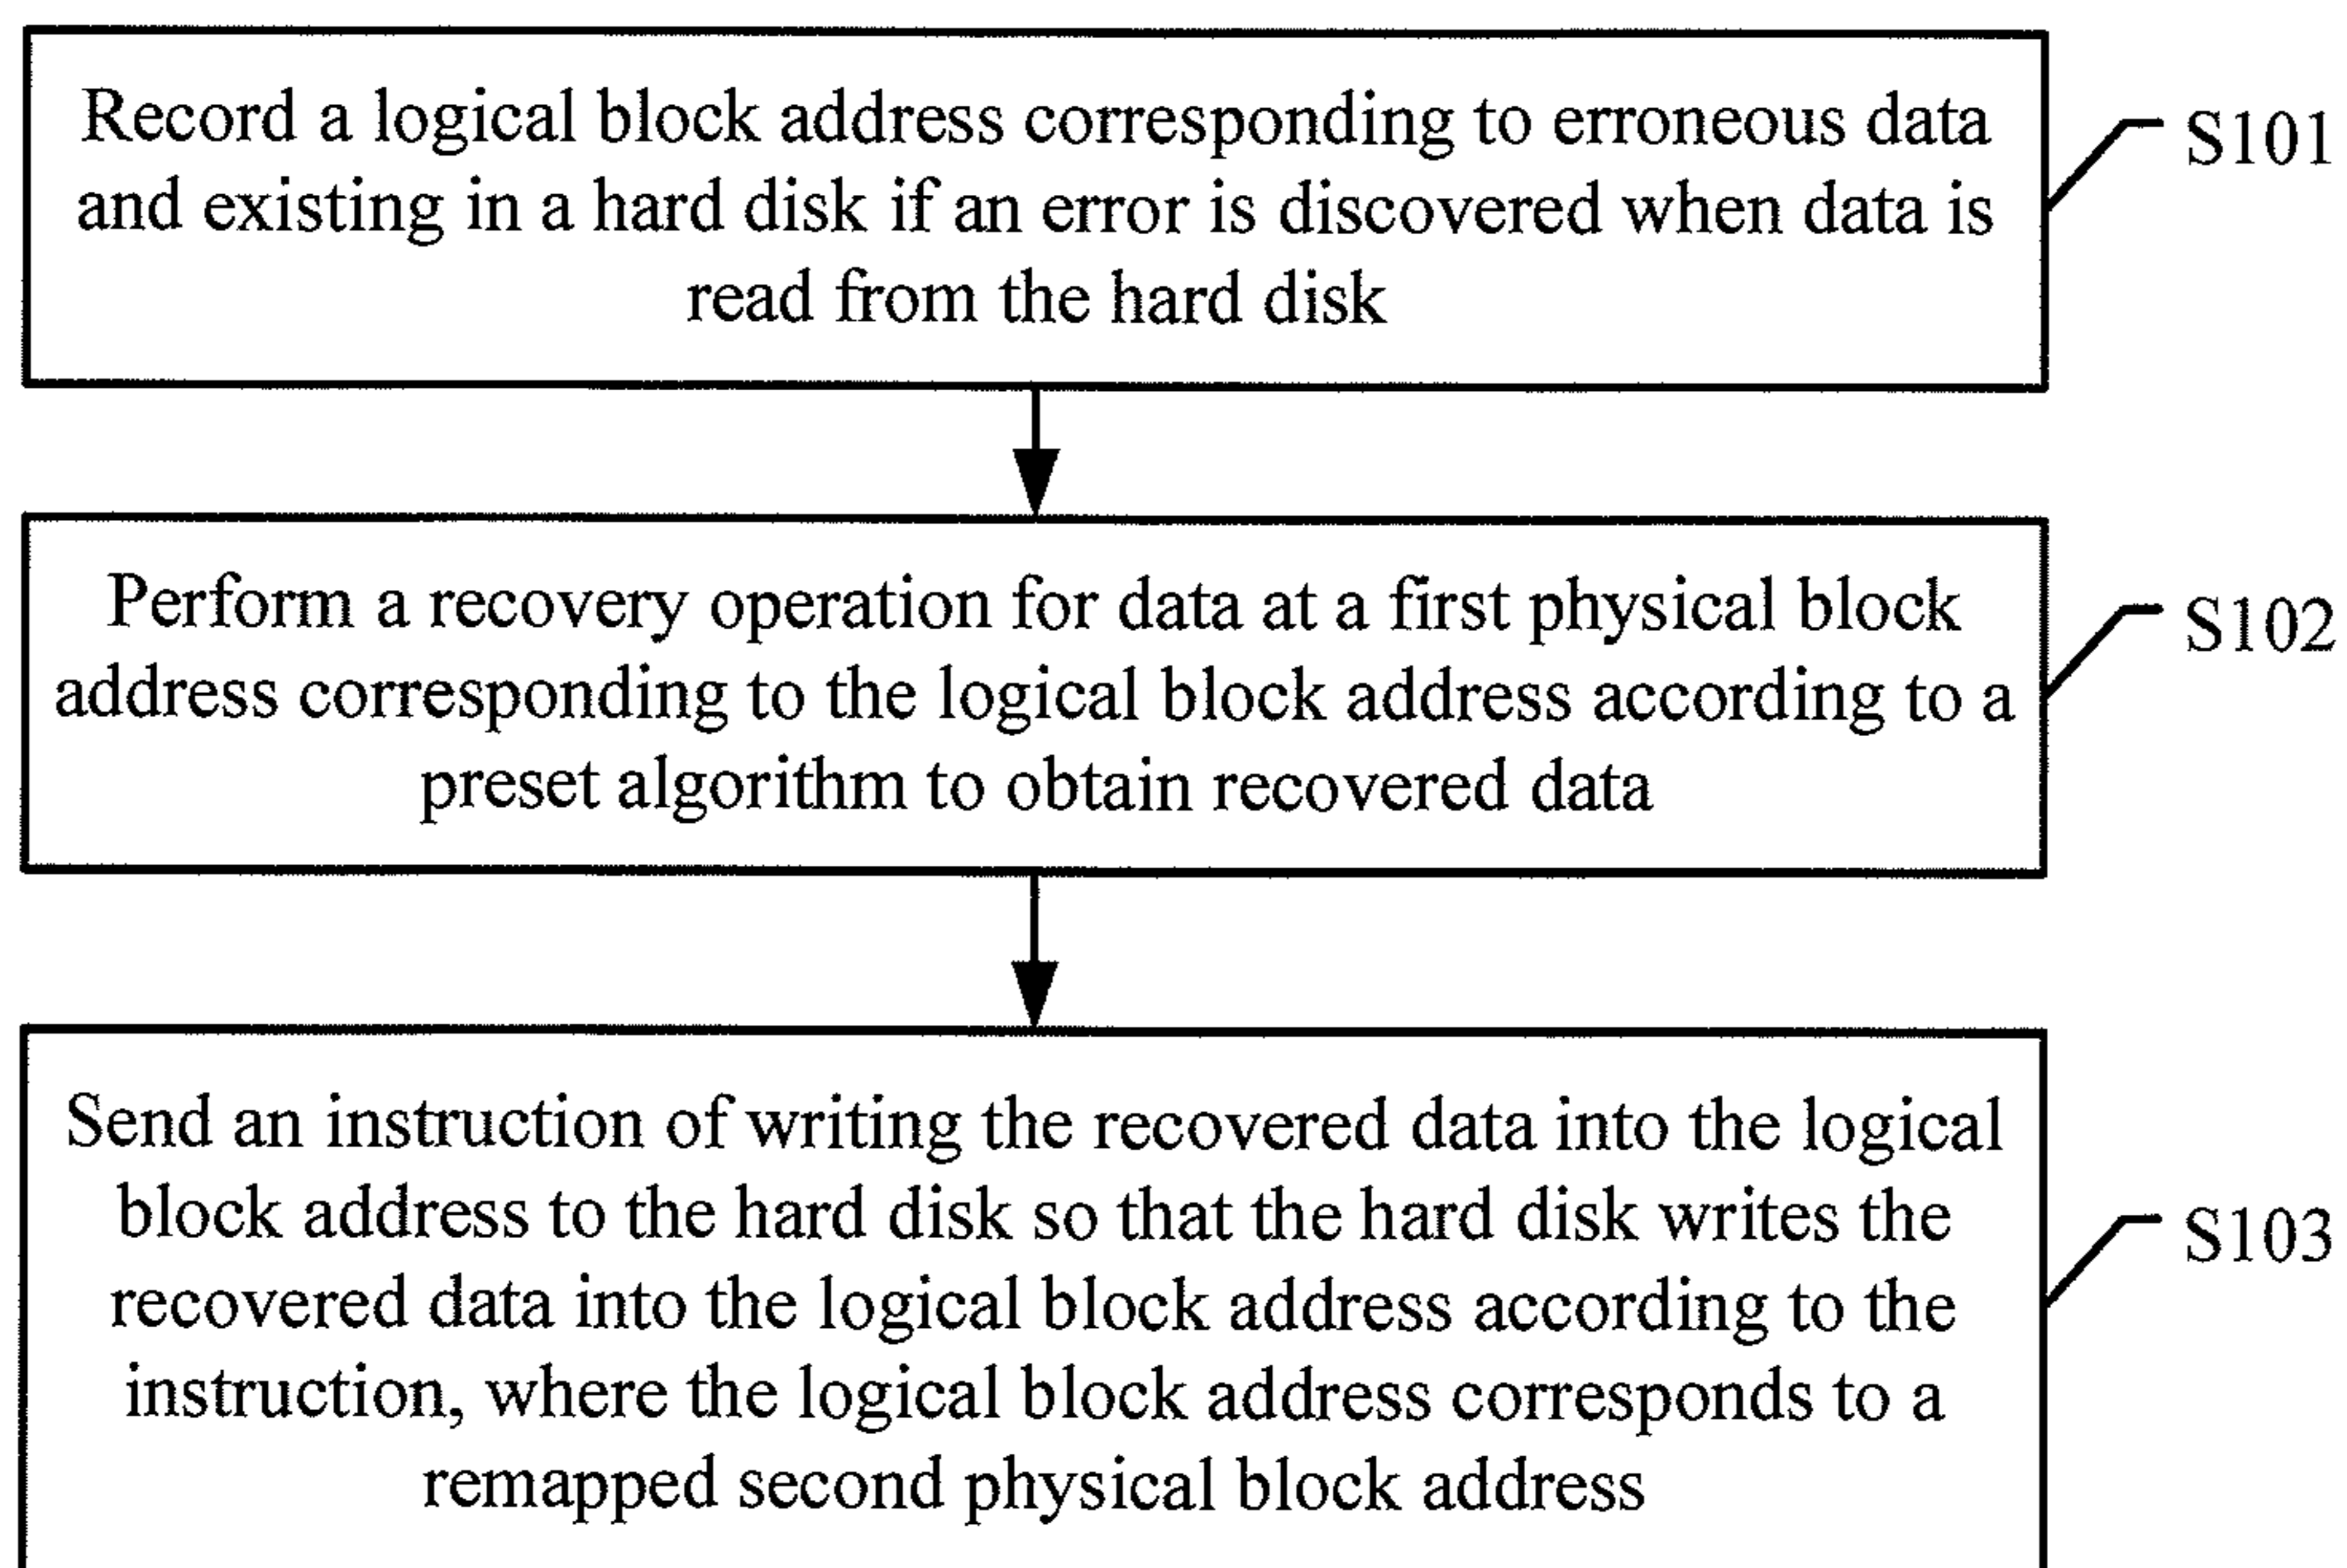 Record a logical block address corresponding to erroneous data
and existing in a hard disk if an error is discovered when data is
read from the hard disk
S101
Perform a recovery operation for data at a first physical block
address corresponding to the logical block address according to a
preset algorithm to obtain recovered data
S102
Send an instruction of writing the recovered data into the logical
block address to the hard disk so that the hard disk writes the
recovered data into the logical block address according to the
instruction, where the logical block address corresponds to a
remapped second physical block address
S103